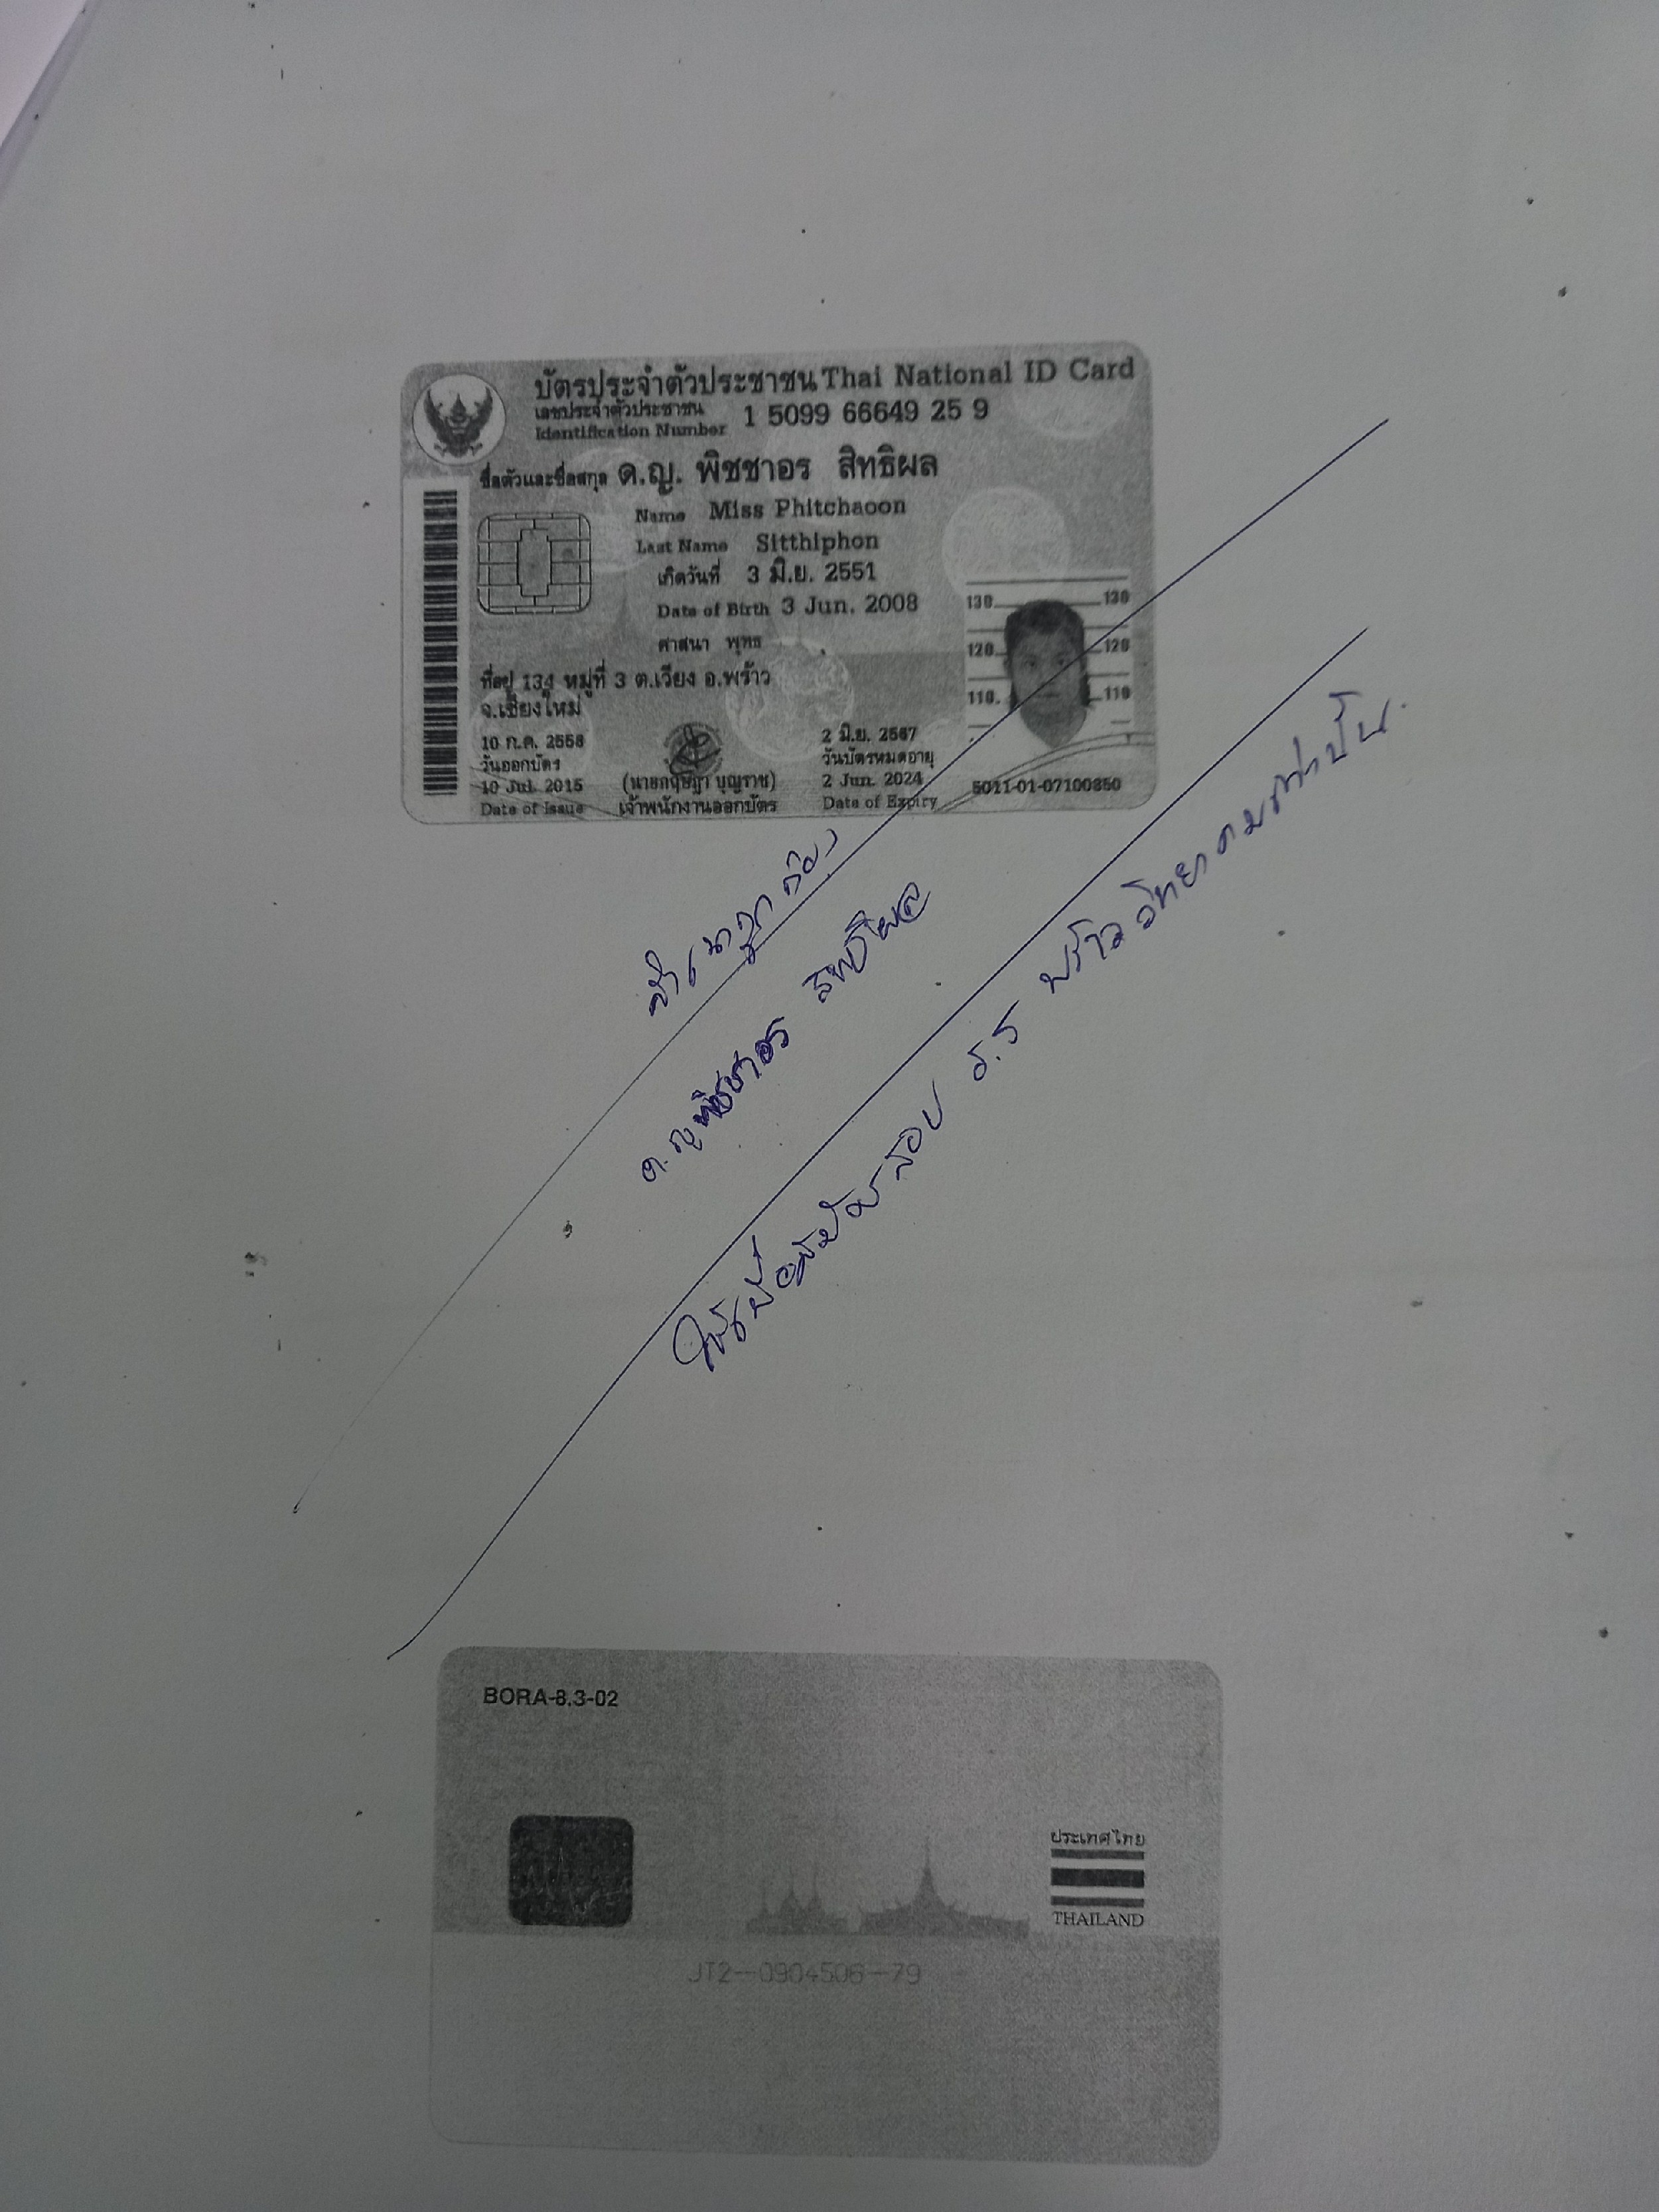 บัตรประจำตัวประชาชน Thai National ID Card
เลขประจำตัวประชาชน
Identification Number 1 5099 66649 25 9
ชื่อตัวและชื่อสกุล ด.ญ. พิชชาอร สิทธิผล
Name Miss Phitchaoon
Last Name Sitthiphon
เกิดวันที่ 3 มิ.ย. 2551
Date of Birth 3 Jun. 2008
ศาสนา พุทธ
ที่อยู่ 134 หมู่ที่ 3 ต.เวียง อ.พร้าว
จ.เชียงใหม่
10 ก.ค. 2558
วันออกบัตร
10 Jul. 2015
Date of Issue
(นายกฤษฎา บุญราช)
เจ้าพนักงานออกบัตร
2 มิ.ย. 2567
วันบัตรหมดอายุ
2 Jun. 2024
Date of Expiry
130 130
120 120
110 110
5011-01-07100850
สำเนาถูกต้อง
ด.ญ พิชชาอร สิทธิผล
ใช้เพื่อสมัครสอบ ร.ร พร้าววิทยาคมเท่านั้น
BORA-8.3-02
ประเทศไทย
THAILAND
JT2-0904506-79